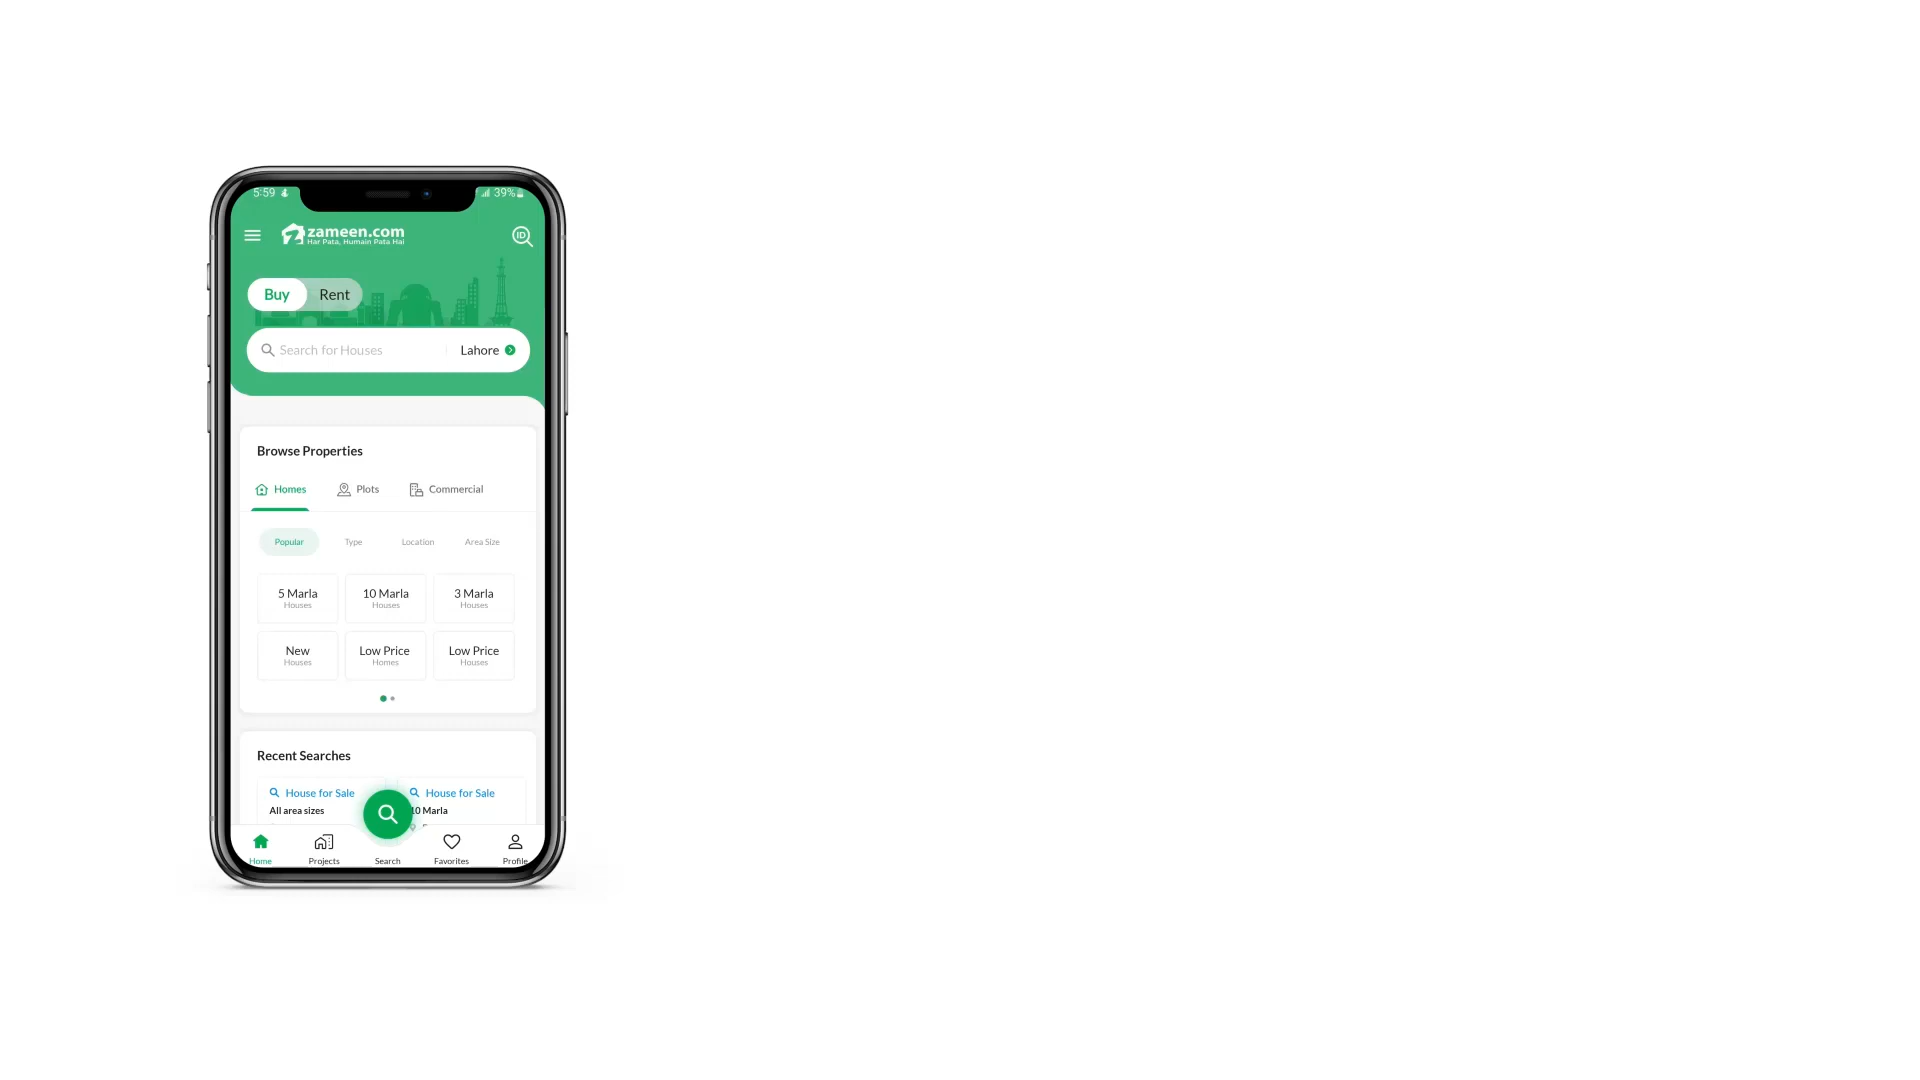 5:59
39%
zameen.com
Har Pata, Humain Pata Hai
ID
Buy Rent
Search for Houses Lahore
Browse Properties
Homes Plots Commercial
Popular Type Location Area Size
5 Marla 10 Marla 3 Marla
Houses Houses Houses
New Low Price Low Price
Houses Homes Houses
Recent Searches
House for Sale House for Sale
All area sizes 10 Marla
Home Projects Search Favorites Profile